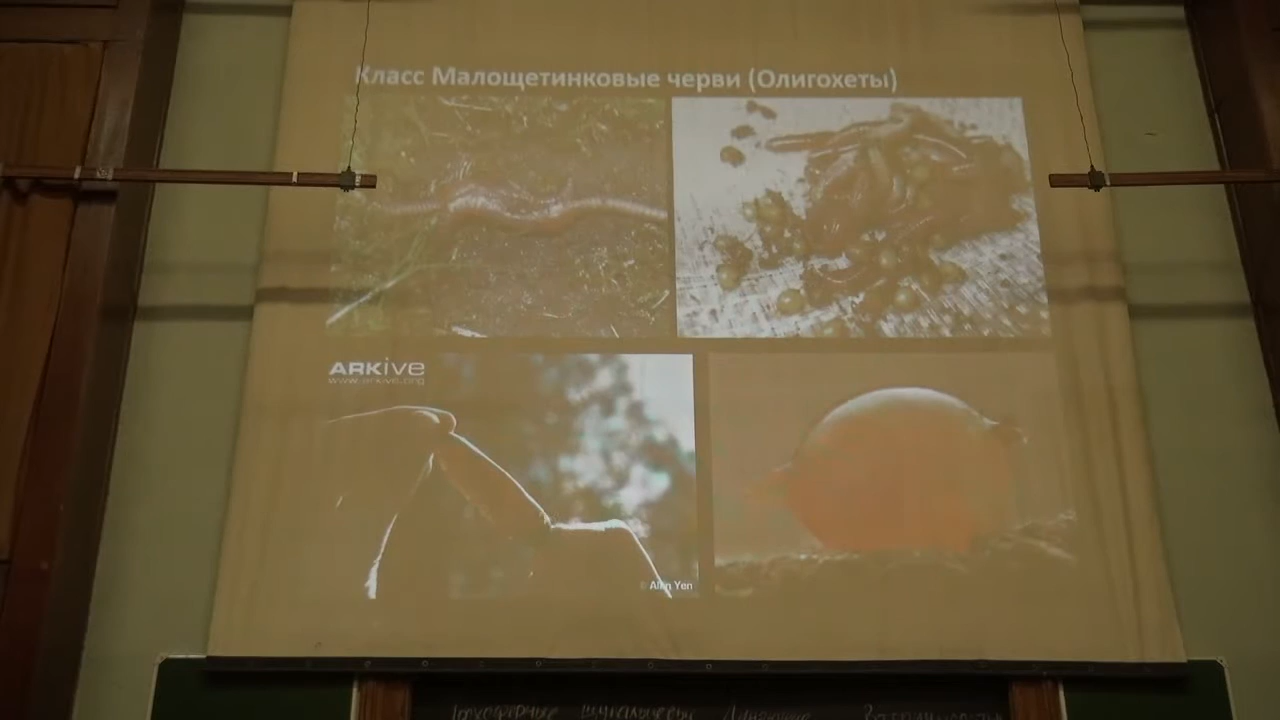 Класс Малощетинковые черви (Олигохеты)
ARKive
www.arkive.org
© Alan Yen